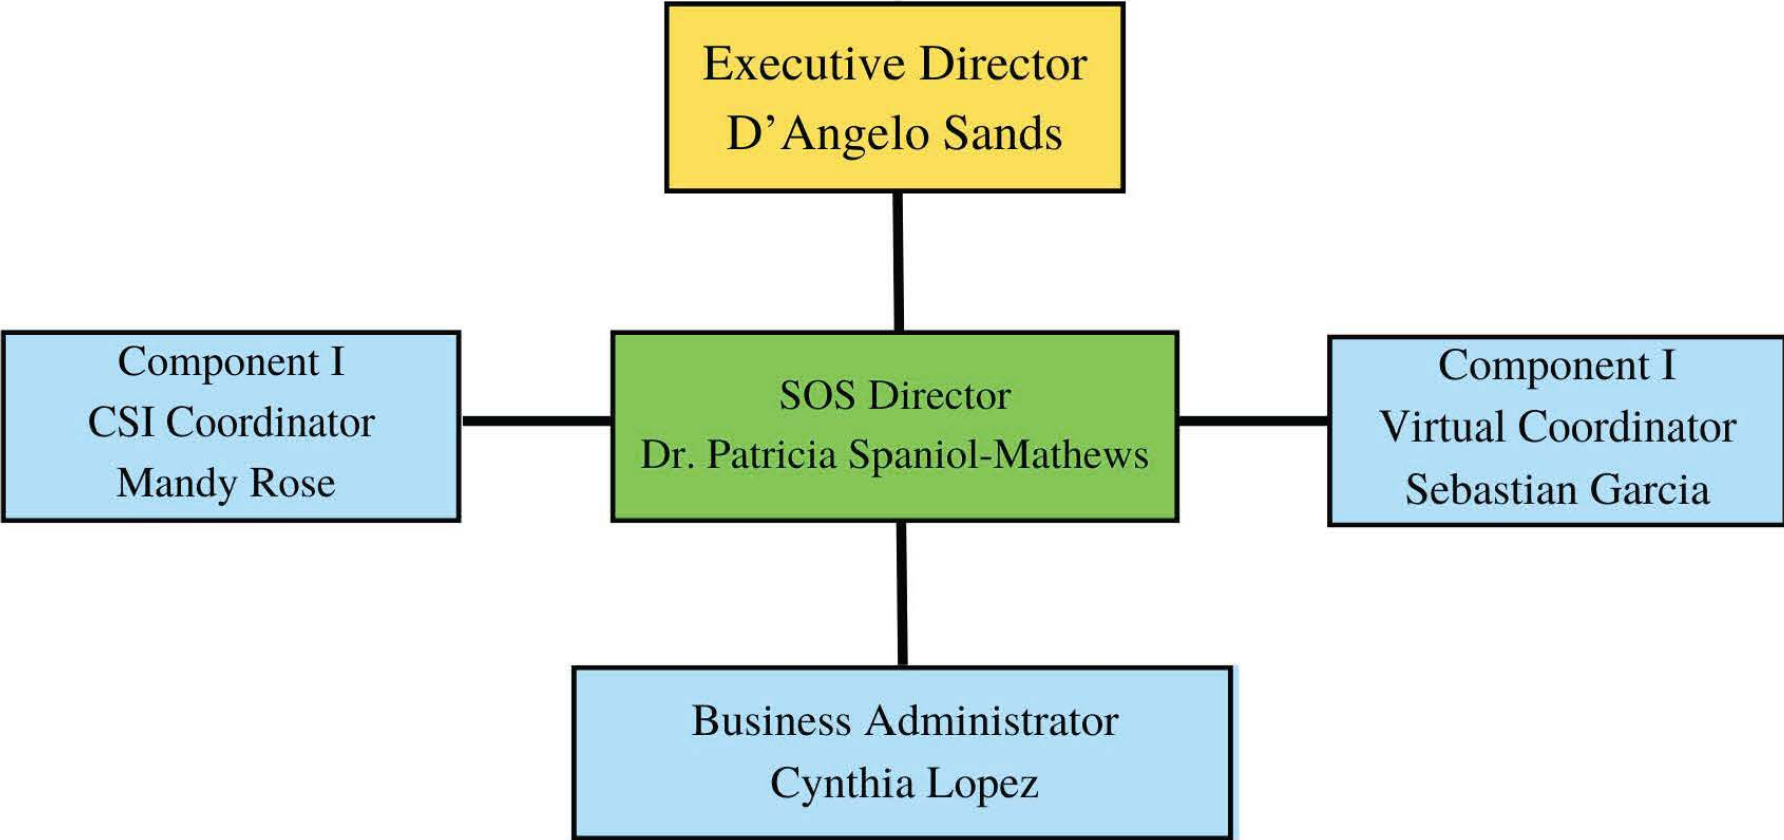 Executive Director
D’Angelo Sands
Component I
CSI Coordinator
Mandy Rose
SOS Director
Dr. Patricia Spaniol-Mathews
Component I
Virtual Coordinator
Sebastian Garcia
Business Administrator
Cynthia Lopez